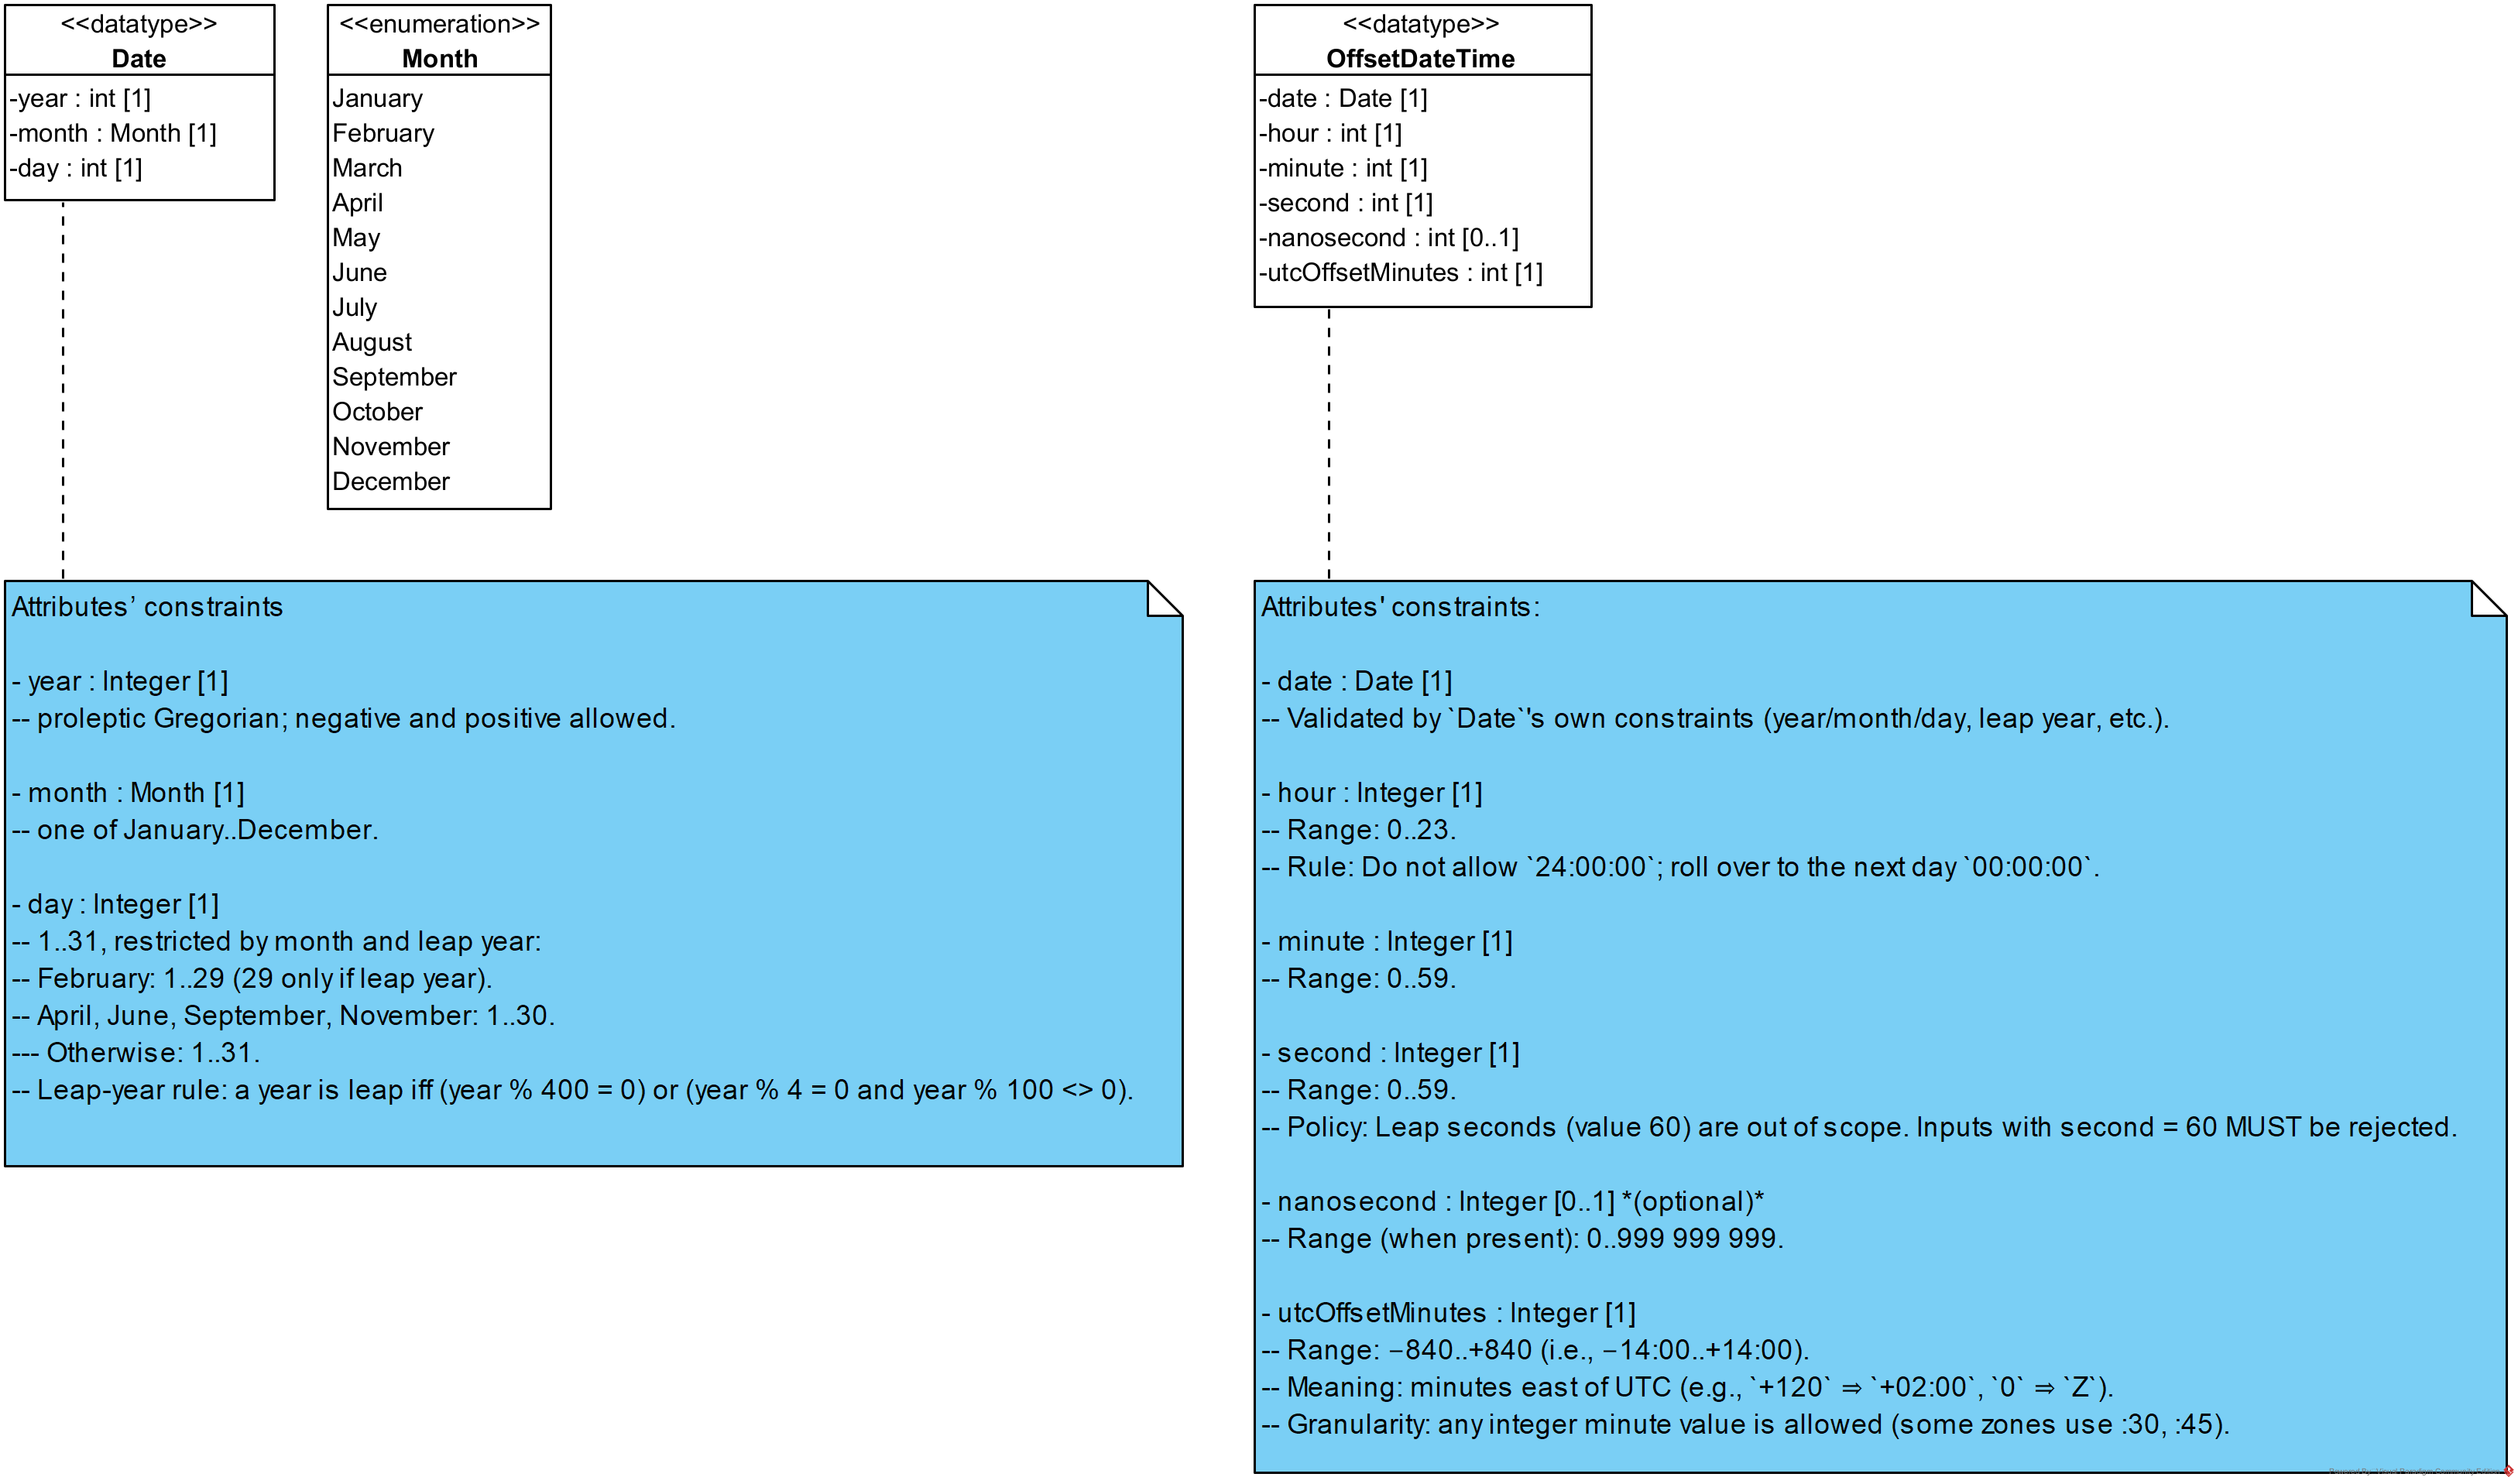 <<datatype>>
Date
-year : int [1]
-month : Month [1]
-day : int [1]
<<enumeration>>
Month
January
February
March
April
May
June
July
August
September
October
November
December
<<datatype>>
OffsetDateTime
-date : Date [1]
-hour : int [1]
-minute : int [1]
-second : int [1]
-nanosecond : int [0..1]
-utcOffsetMinutes : int [1]
Attributes’ constraints
- year : Integer [1]
-- proleptic Gregorian; negative and positive allowed.
- month : Month [1]
-- one of January..December.
- day : Integer [1]
-- 1..31, restricted by month and leap year:
-- February: 1..29 (29 only if leap year).
-- April, June, September, November: 1..30.
--- Otherwise: 1..31.
-- Leap-year rule: a year is leap iff (year % 400 = 0) or (year % 4 = 0 and year % 100 <> 0).
Attributes' constraints:
- date : Date [1]
-- Validated by `Date`'s own constraints (year/month/day, leap year, etc.).
- hour : Integer [1]
-- Range: 0..23.
-- Rule: Do not allow `24:00:00`; roll over to the next day `00:00:00`.
- minute : Integer [1]
-- Range: 0..59.
- second : Integer [1]
-- Range: 0..59.
-- Policy: Leap seconds (value 60) are out of scope. Inputs with second = 60 MUST be rejected.
- nanosecond : Integer [0..1] *(optional)*
-- Range (when present): 0..999 999 999.
- utcOffsetMinutes : Integer [1]
-- Range: −840..+840 (i.e., −14:00..+14:00).
-- Meaning: minutes east of UTC (e.g., `+120` ⇒ `+02:00`, `0` ⇒ `Z`).
-- Granularity: any integer minute value is allowed (some zones use :30, :45).
Powered By Visual Paradigm Community Edition